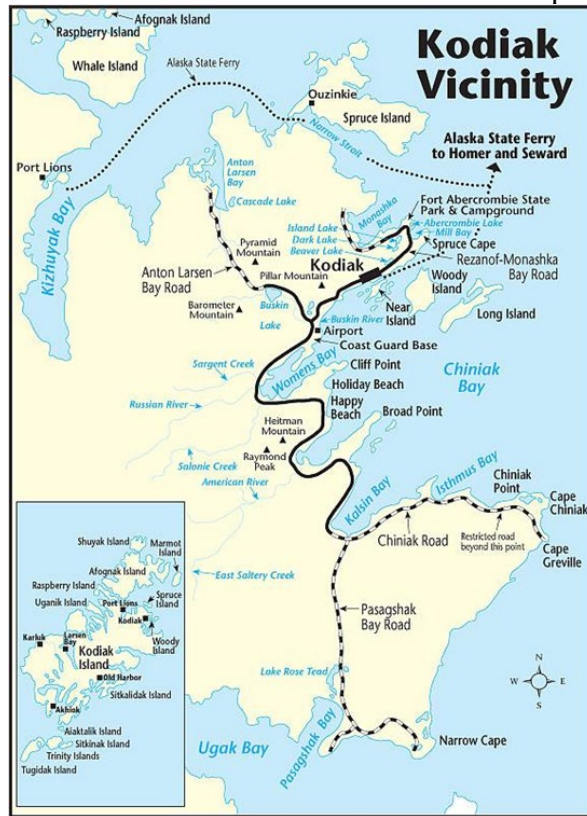 Kodiak
Vicinity
Afognak Island
Raspberry Island
Whale Island
Alaska State Ferry
Ouzinkie
Spruce Island
Narrow Strait
Alaska State Ferry
to Homer and Seward
Port Lions
Anton
Larsen
Bay
Cascade Lake
Kizhuyak Bay
Monashka
Bay
Fort Abercrombie State
Park & Campground
Island Lake
Dark Lake
Beaver Lake
Abercrombie Lake
Mill Bay
Spruce Cape
Rezanof-Monashka
Bay Road
Pyramid
Mountain
Kodiak
Pillar Mountain
Anton Larsen
Bay Road
Woody
Island
Near
Island
Long Island
Barometer
Mountain
Buskin
Lake
Buskin River
Airport
Coast Guard Base
Womens Bay
Cliff Point
Chiniak
Bay
Sargent Creek
Holiday Beach
Russian River
Happy
Beach
Broad Point
Heitman
Mountain
Raymond
Peak
Salonie Creek
American River
Kalsin Bay
Isthmus Bay
Chiniak
Point
Cape
Chiniak
Chiniak Road
Restricted road
beyond this point
Cape
Greville
East Saltery Creek
Pasagshak
Bay Road
Lake Rose Tead
Pasagshak Bay
Ugak Bay
Narrow Cape
N
W
E
S
Shuyak Island
Marmot
Island
Afognak Island
Raspberry Island
Spruce
Island
Uganik Island
Port Lions
Kodiak
Karluk
Larsen
Bay
Woody
Island
Kodiak
Island
Old Harbor
Sitkalidak Island
Akhiok
Aiaktalik Island
Sitkinak Island
Trinity Islands
Tugidak Island